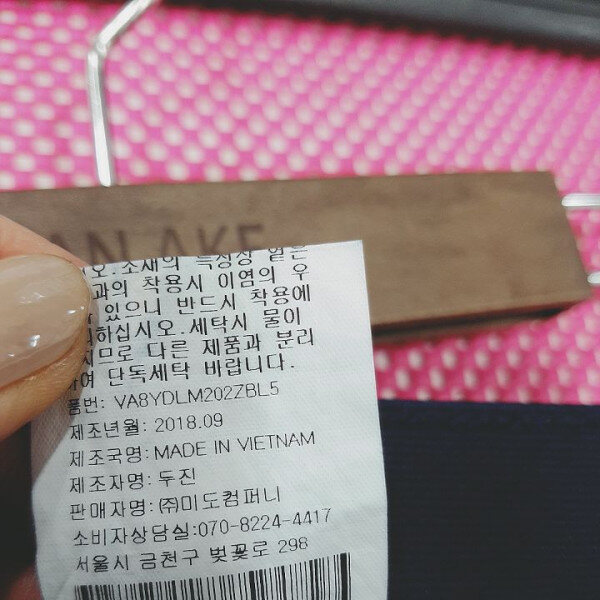 AN AKE
오.소재의 특성상 옅은
과의 착용시 이염의 우
있으니 반드시 착용에
하십시오.세탁시 물이
지므로 다른 제품과 분리
하여 단독세탁 바랍니다.
품번: VA8YDLM202ZBL5
제조년월: 2018.09
제조국명: MADE IN VIETNAM
제조자명: 두진
판매자명: ㈜미도컴퍼니
소비자상담실:070-8224-4417
서울시 금천구 벚꽃로 298